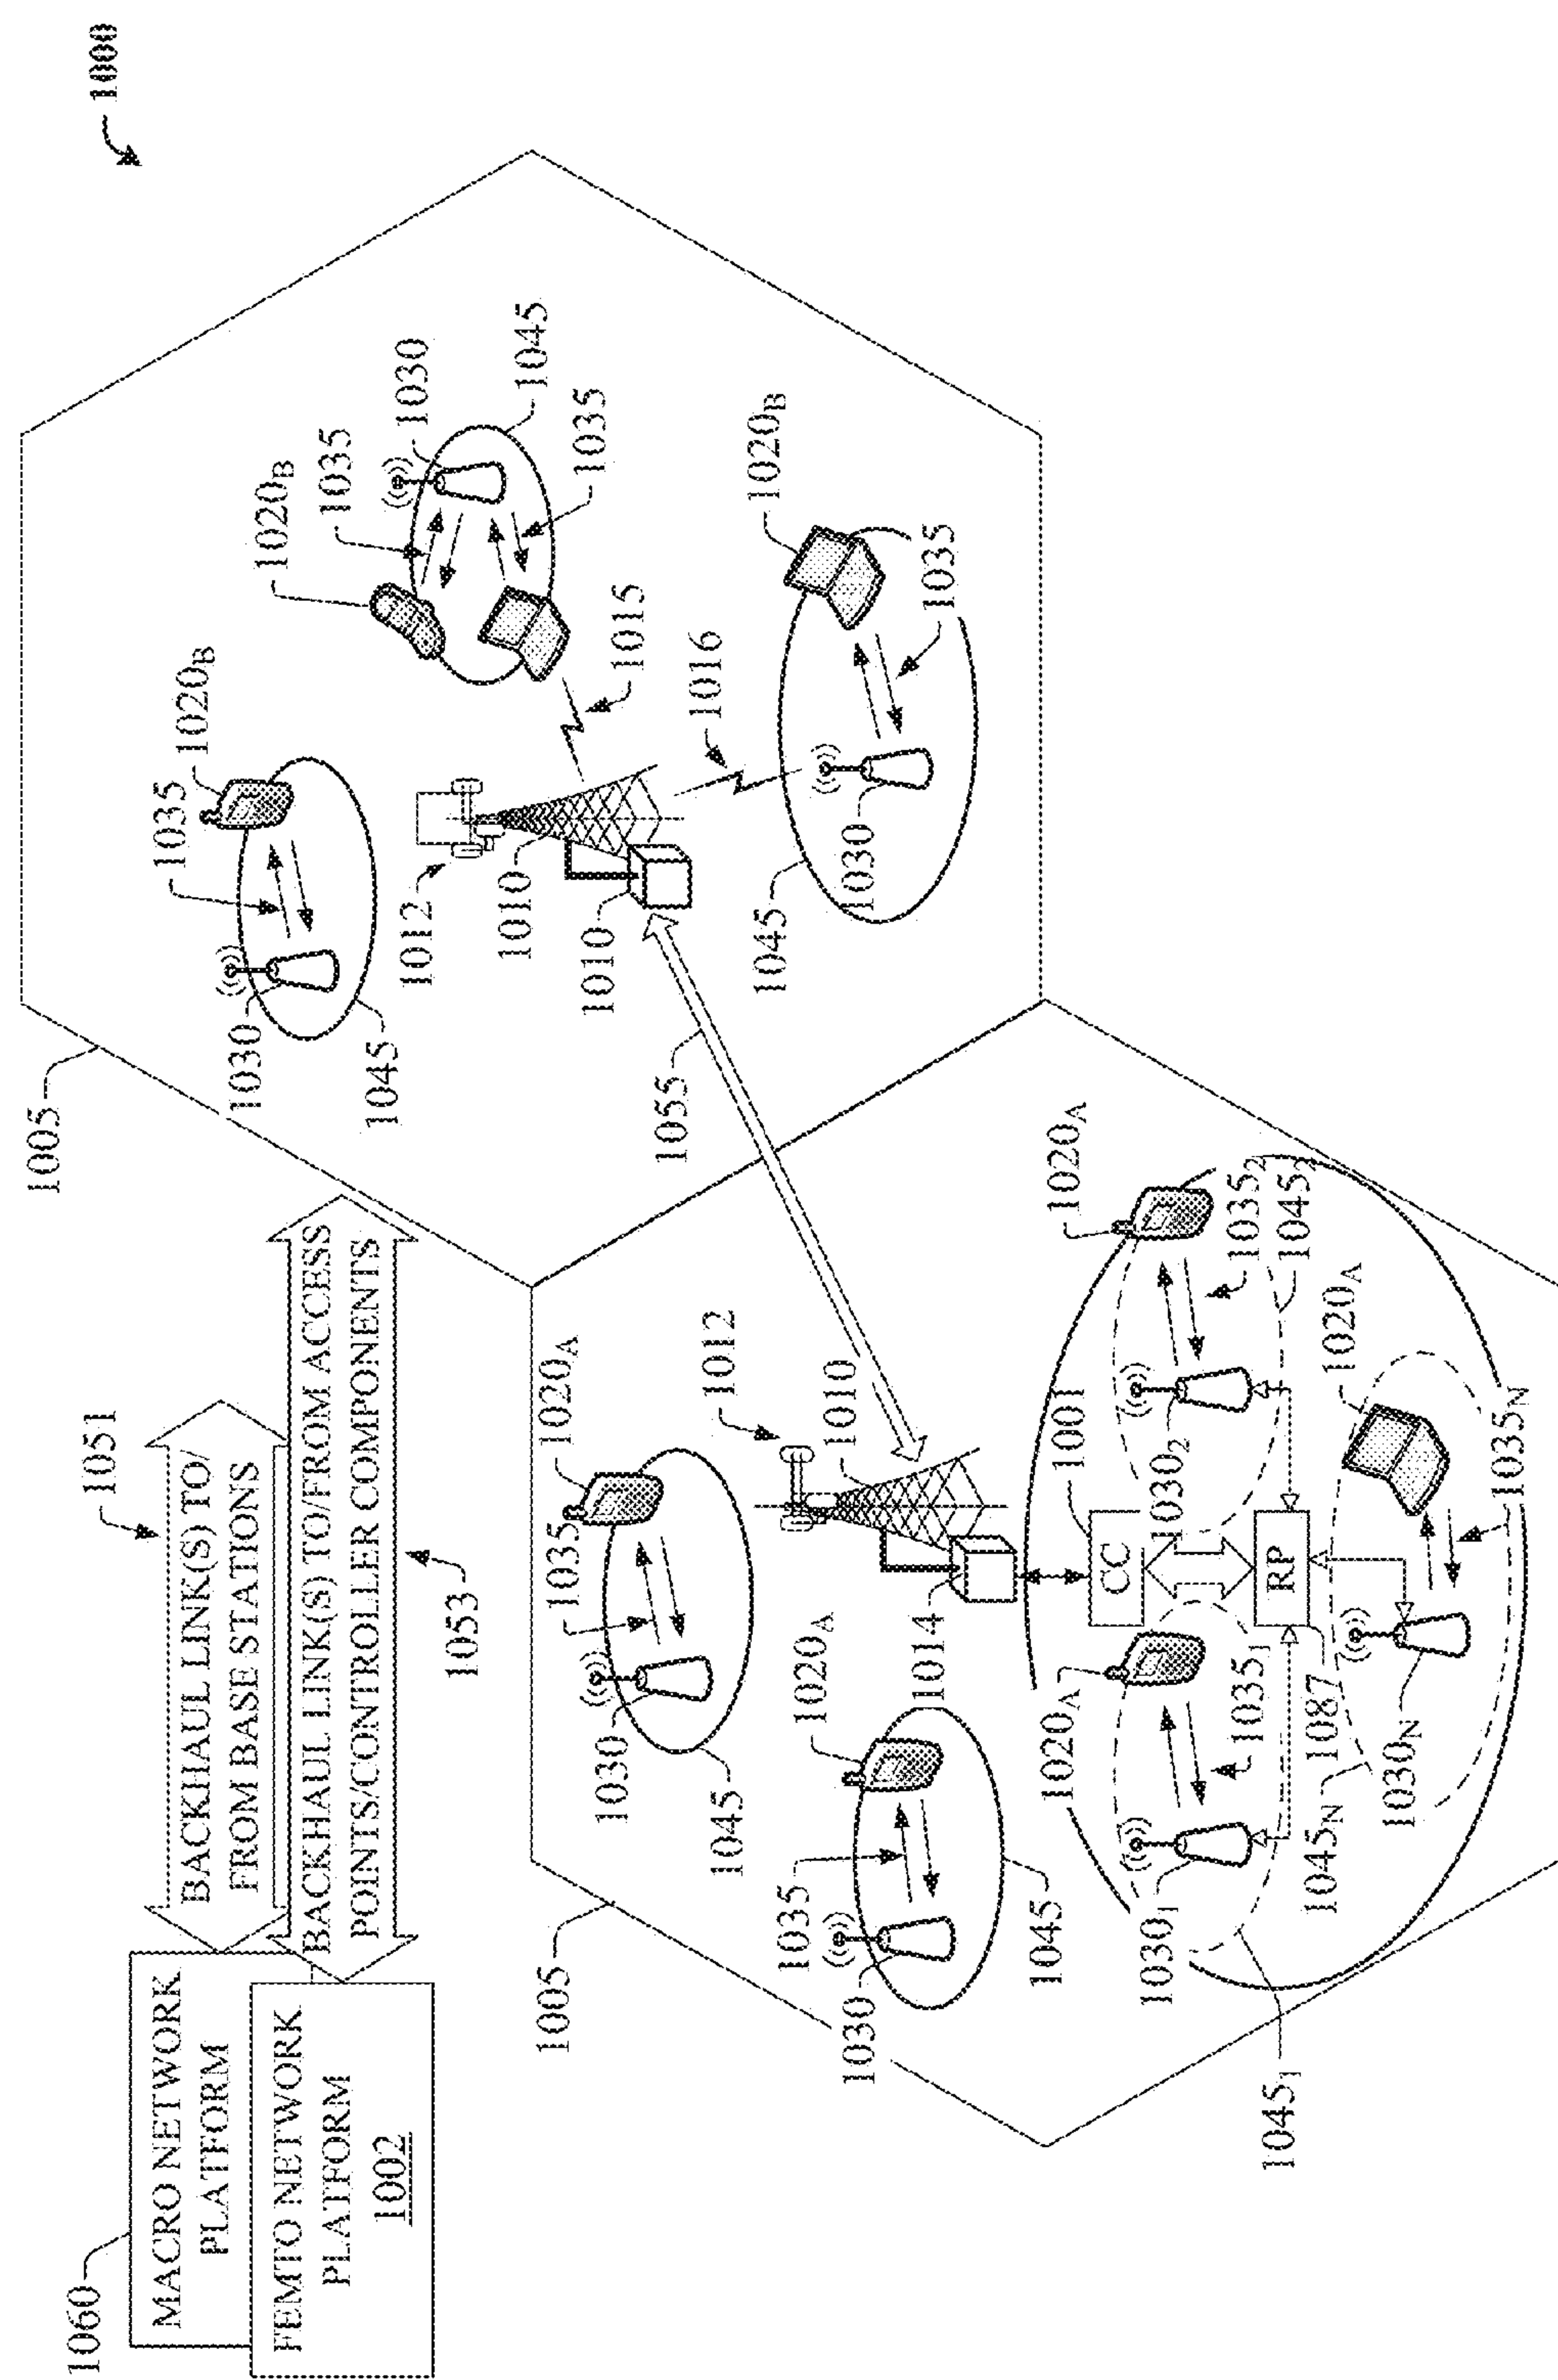 1000
1060
MACRO NETWORK
PLATFORM
FEMTO NETWORK
PLATFORM
1002
1051
BACKHAUL LINK(S) TO/
FROM BASE STATIONS
BACKHAUL LINK(S) TO/FROM ACCESS
POINTS/CONTROLLER COMPONENTS
1053
1005
1030
1045
1035
1020B
1012
1010
1010
1055
1020B
1035
1030
1045
1035
1015
1016
1045
1030
1020B
1035
1005
1030
1045
1035
1020A
1030
1035
1045
1020A
1012
1010
1014
1001
CC
RP
1087
1020A
10351
10301
10451
1020A
10352
10452
10302
1020A
1035N
1030N
1045N